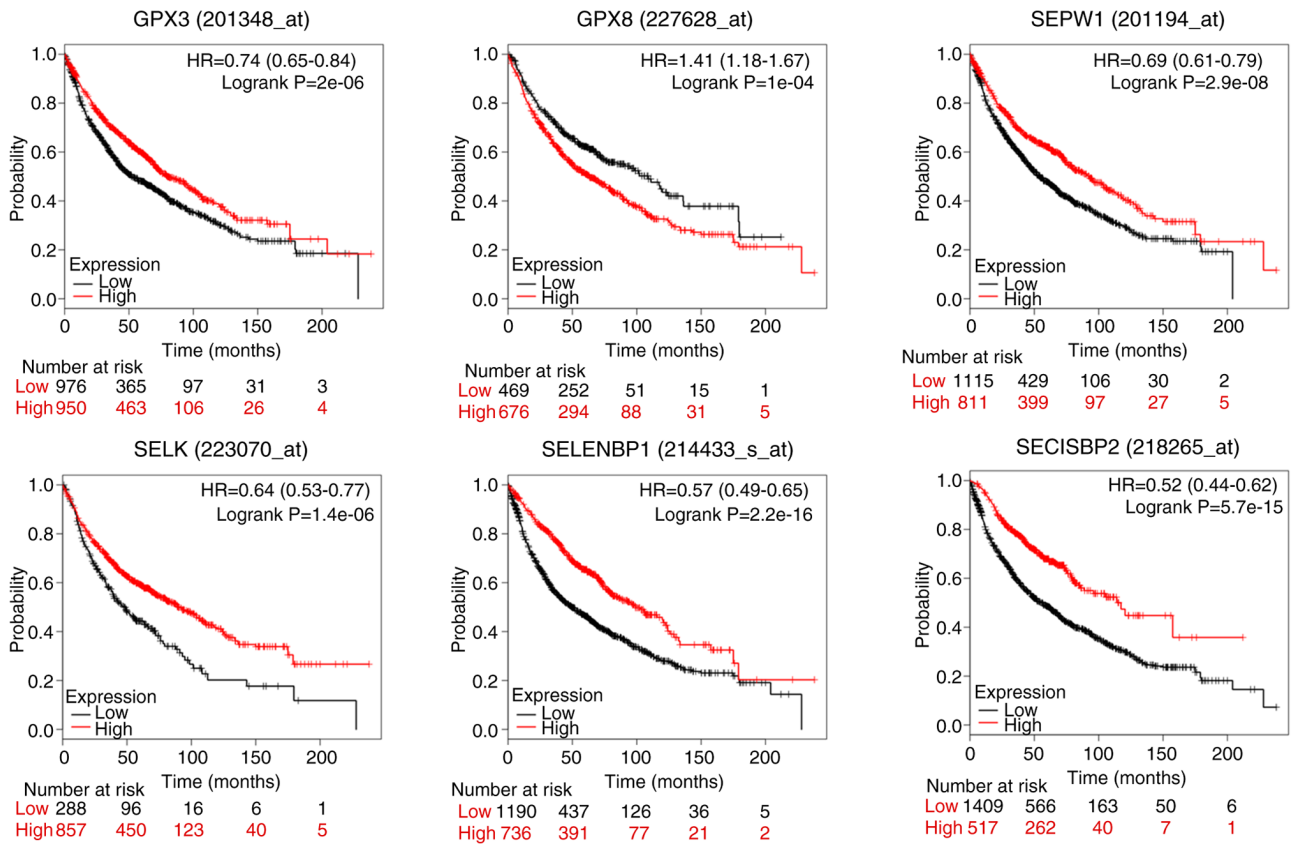 GPX3 (201348_at)
HR=0.74 (0.65-0.84)
Logrank P=2e-06
Probability
1.0
0.8
0.6
0.4
0.2
0.0
Expression
Low
High
0 50 100 150 200
Time (months)
Number at risk
Low 976 365 97 31 3
High 950 463 106 26 4
GPX8 (227628_at)
HR=1.41 (1.18-1.67)
Logrank P=1e-04
Probability
1.0
0.8
0.6
0.4
0.2
0.0
Expression
Low
High
0 50 100 150 200
Time (months)
Number at risk
Low 469 252 51 15 1
High 676 294 88 31 5
SEPW1 (201194_at)
HR=0.69 (0.61-0.79)
Logrank P=2.9e-08
Probability
1.0
0.8
0.6
0.4
0.2
0.0
Expression
Low
High
0 50 100 150 200
Time (months)
Number at risk
Low 1115 429 106 30 2
High 811 399 97 27 5
SELK (223070_at)
HR=0.64 (0.53-0.77)
Logrank P=1.4e-06
Probability
1.0
0.8
0.6
0.4
0.2
0.0
Expression
Low
High
0 50 100 150 200
Time (months)
Number at risk
Low 288 96 16 6 1
High 857 450 123 40 5
SELENBP1 (214433_s_at)
HR=0.57 (0.49-0.65)
Logrank P=2.2e-16
Probability
1.0
0.8
0.6
0.4
0.2
0.0
Expression
Low
High
0 50 100 150 200
Time (months)
Number at risk
Low 1190 437 126 36 5
High 736 391 77 21 2
SECISBP2 (218265_at)
HR=0.52 (0.44-0.62)
Logrank P=5.7e-15
Probability
1.0
0.8
0.6
0.4
0.2
0.0
Expression
Low
High
0 50 100 150 200
Time (months)
Number at risk
Low 1409 566 163 50 6
High 517 262 40 7 1